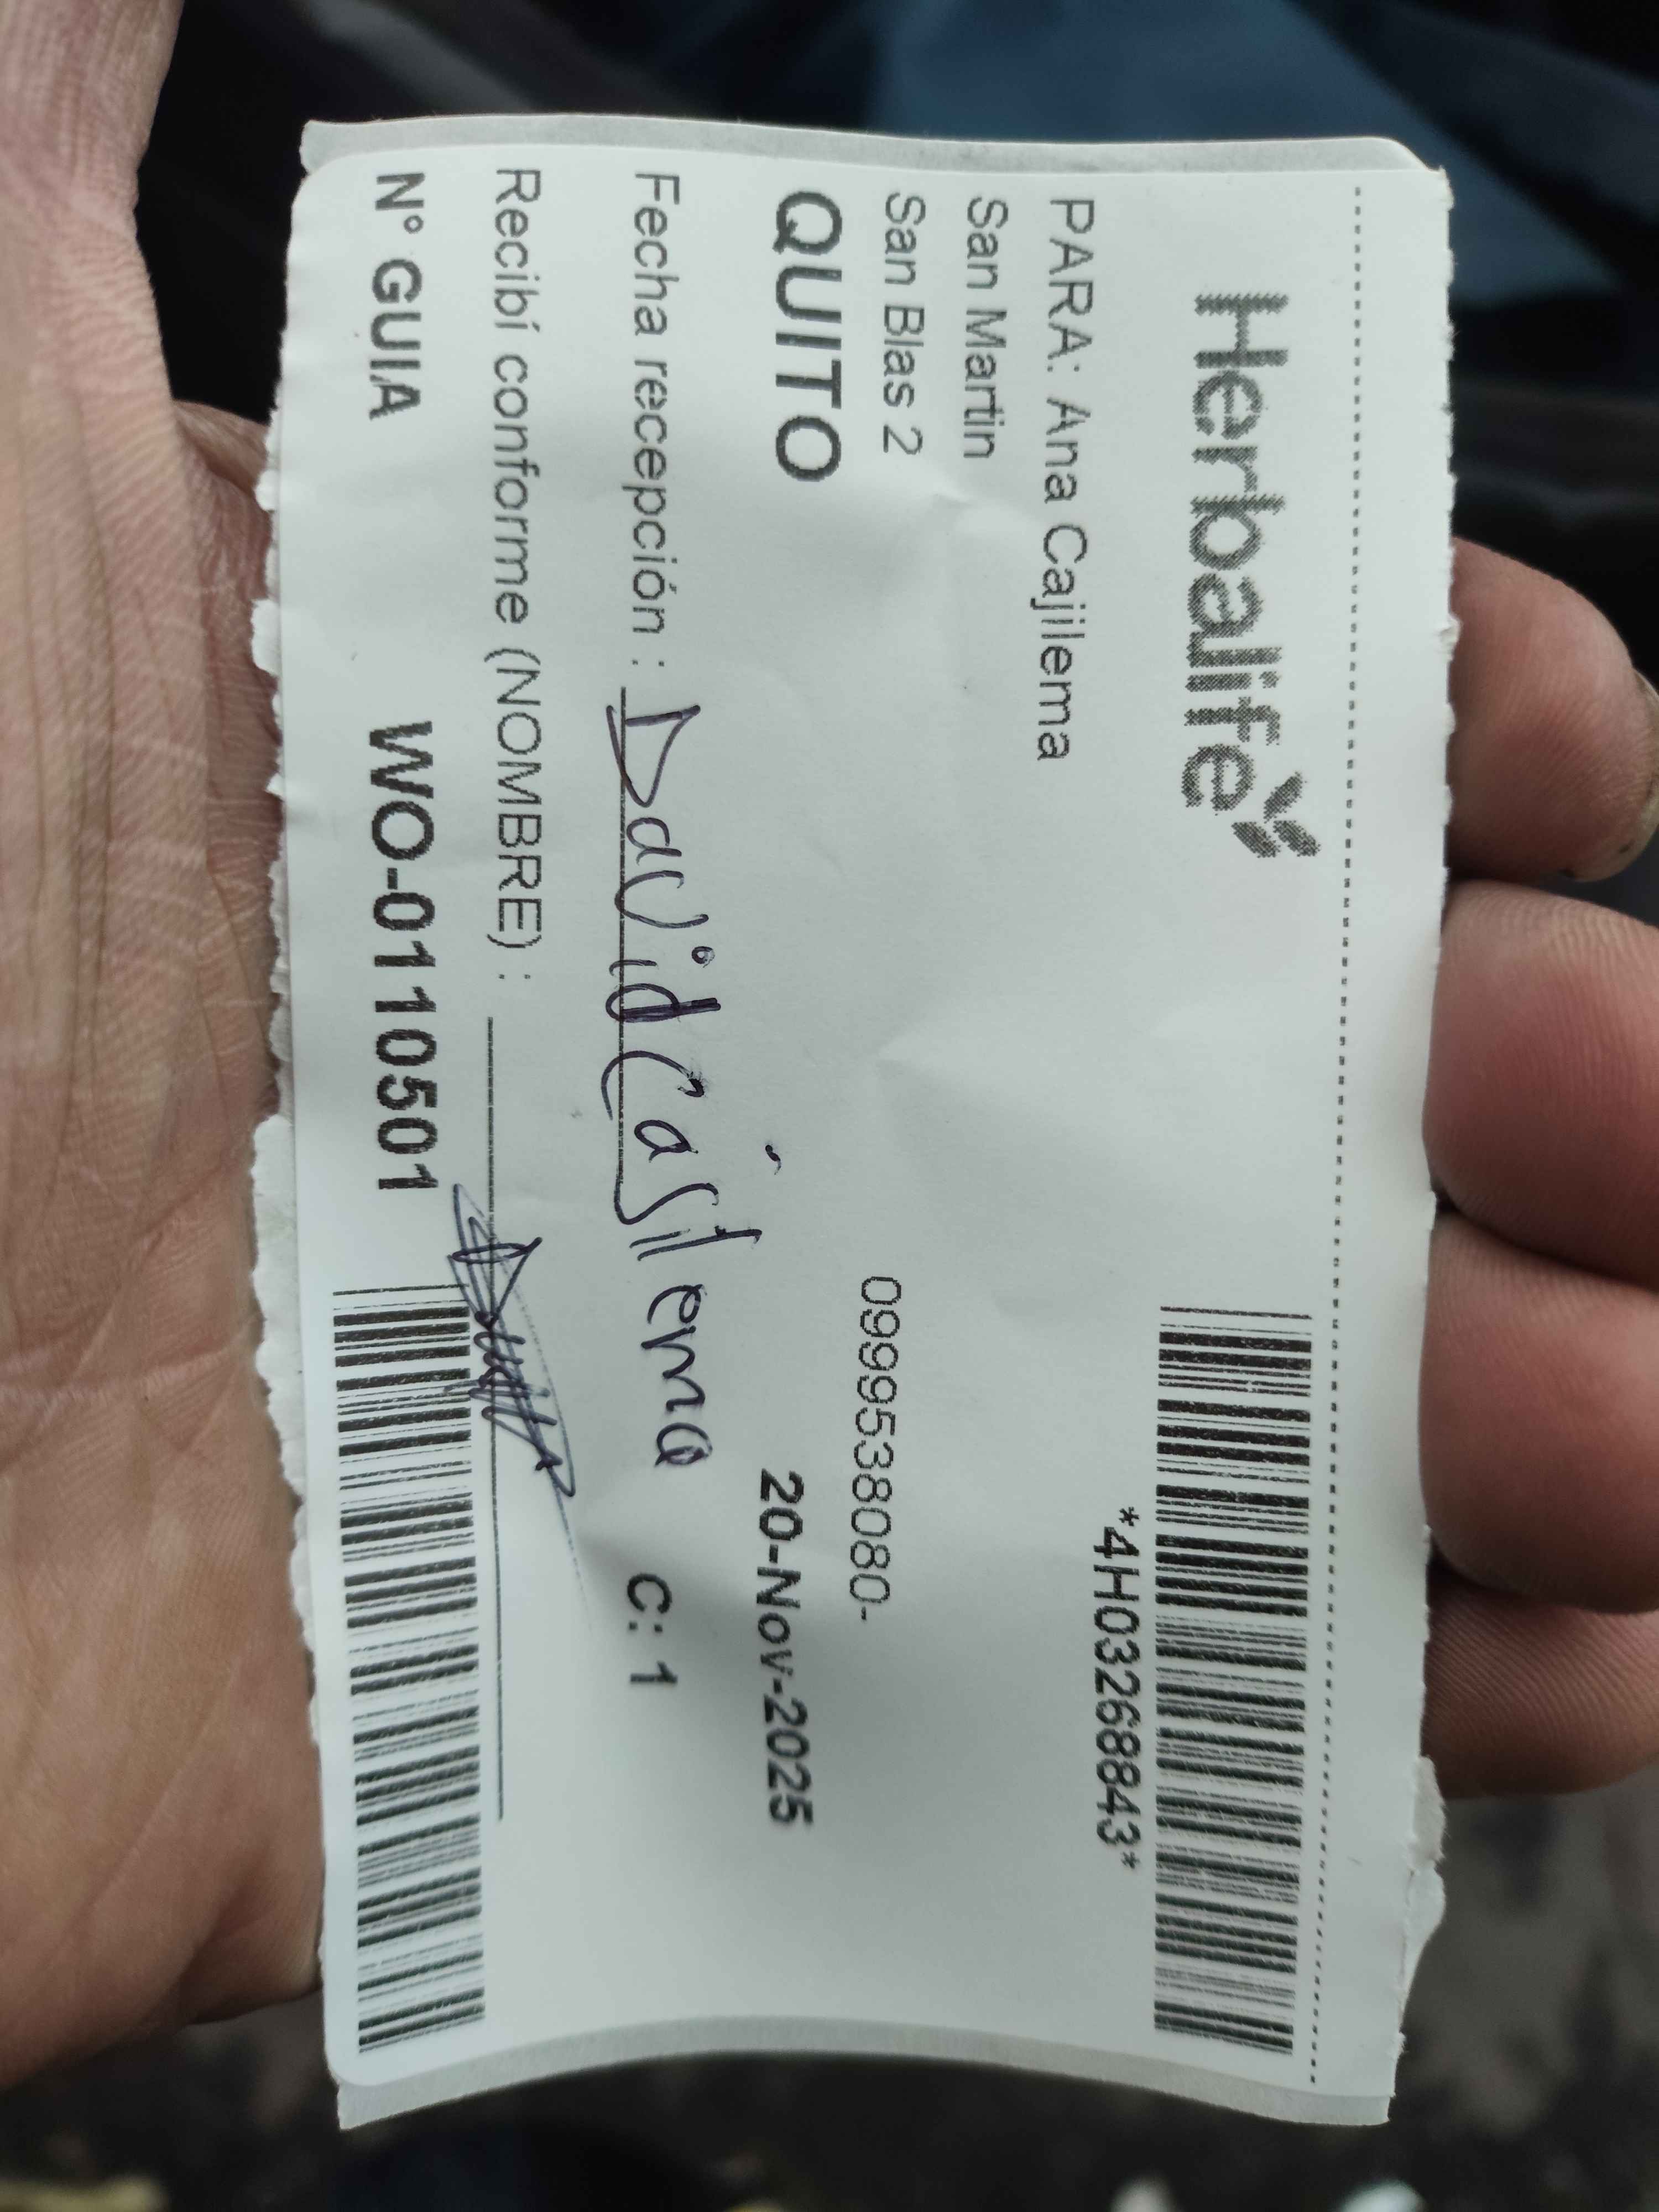 Herbalife
*4H03268843*
PARA: Ana Cajilema
San Martin
San Blas 2
0999538080-
QUITO
20-Nov-2025
Fecha recepción : David Cajilema C: 1
Recibí conforme (NOMBRE) :
N° GUIA WO-0110501